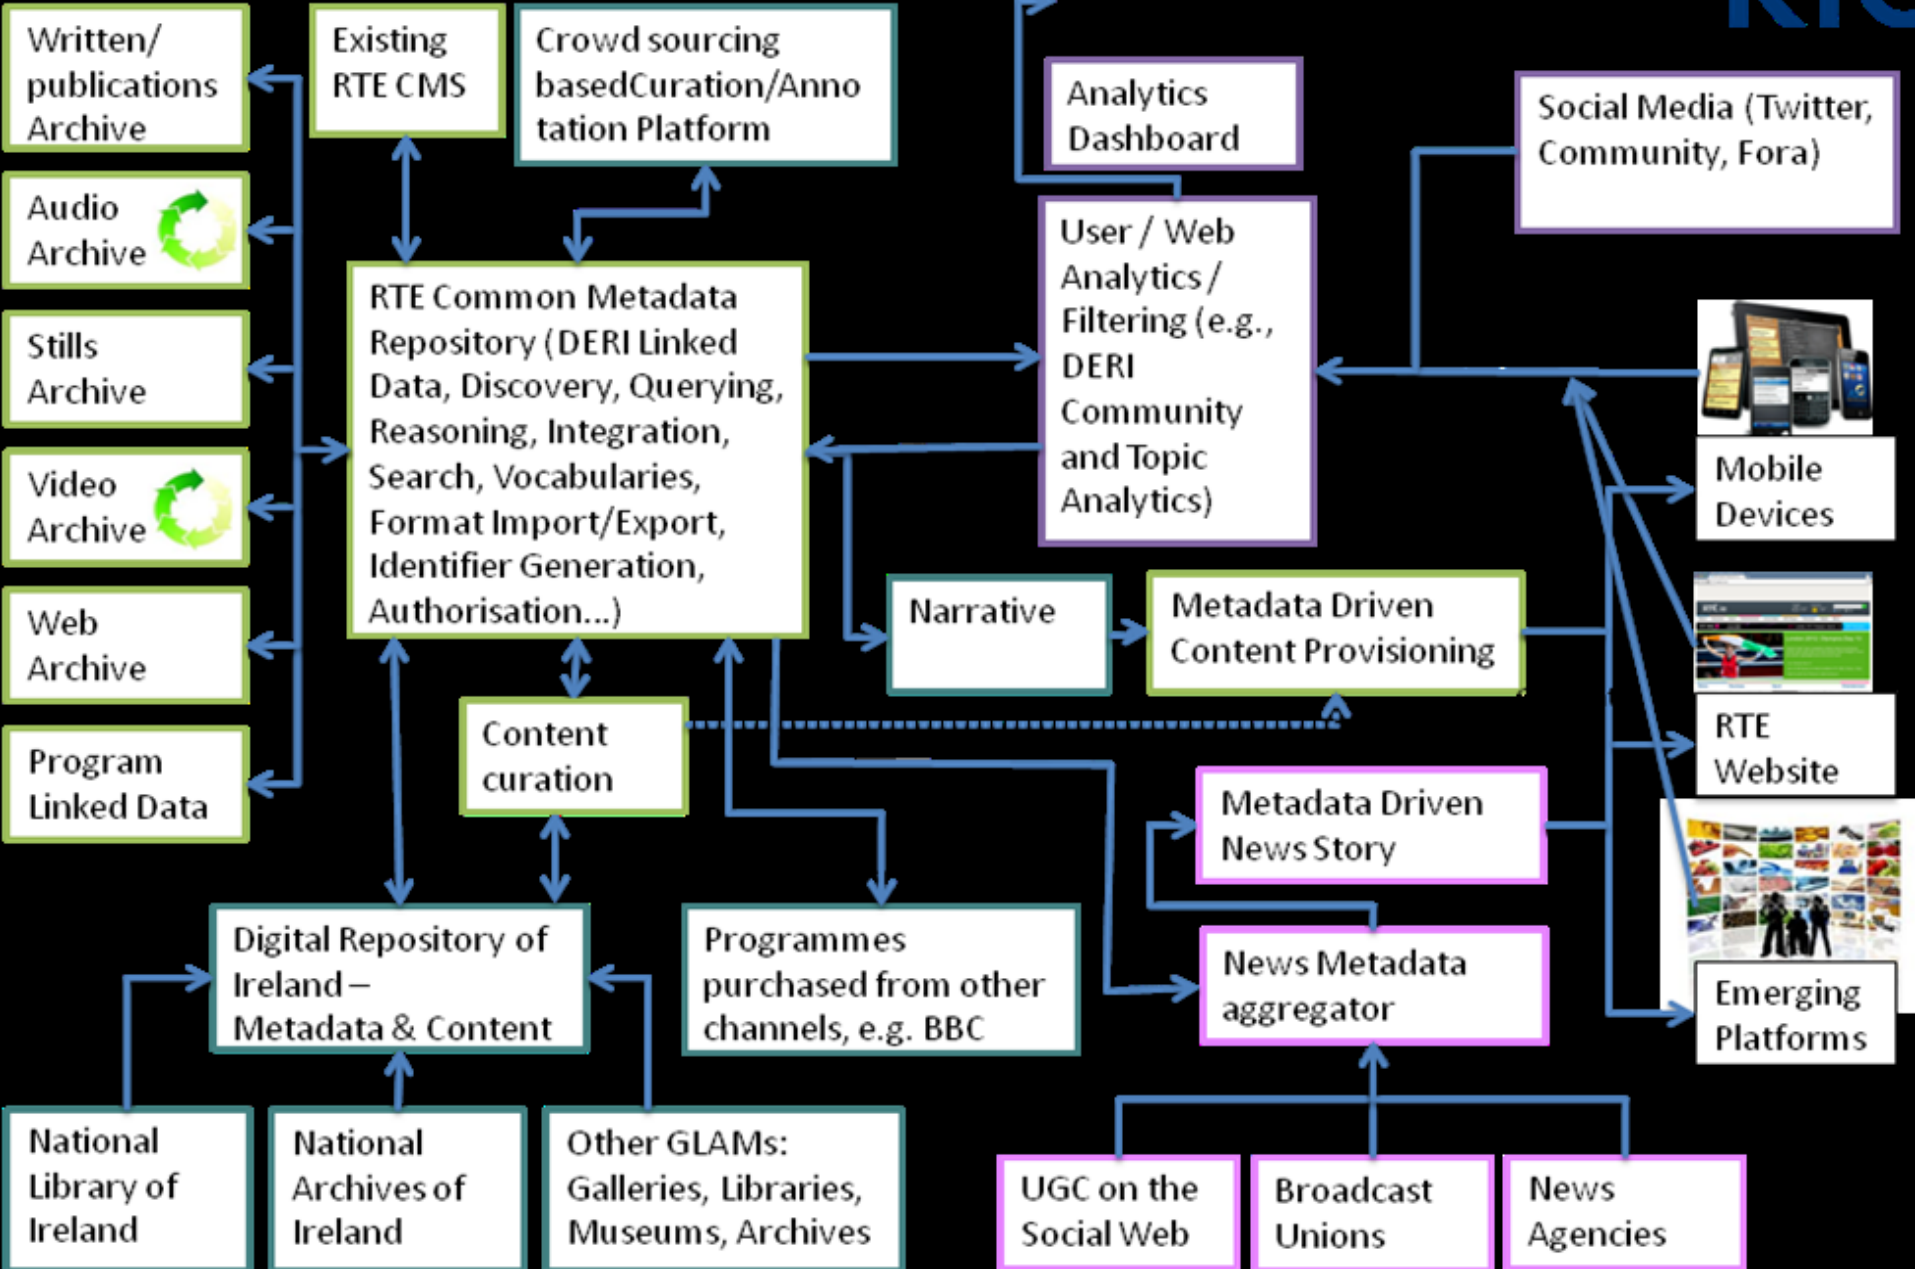 Written/
publications
Archive
Existing
RTE CMS
Crowd sourcing
basedCuration/Anno
tation Platform
Analytics
Dashboard
Social Media (Twitter,
Community, Fora)
Audio
Archive
Stills
Archive
Video
Archive
Web
Archive
Program
Linked Data
RTE Common Metadata
Repository (DERI Linked
Data, Discovery, Querying,
Reasoning, Integration,
Search, Vocabularies,
Format Import/Export,
Identifier Generation,
Authorisation...)
User / Web
Analytics /
Filtering (e.g.,
DERI
Community
and Topic
Analytics)
Mobile
Devices
Narrative
Metadata Driven
Content Provisioning
RTE
Website
Content
curation
Metadata Driven
News Story
Digital Repository of
Ireland –
Metadata & Content
Programmes
purchased from other
channels, e.g. BBC
News Metadata
aggregator
Emerging
Platforms
National
Library of
Ireland
National
Archives of
Ireland
Other GLAMs:
Galleries, Libraries,
Museums, Archives
UGC on the
Social Web
Broadcast
Unions
News
Agencies